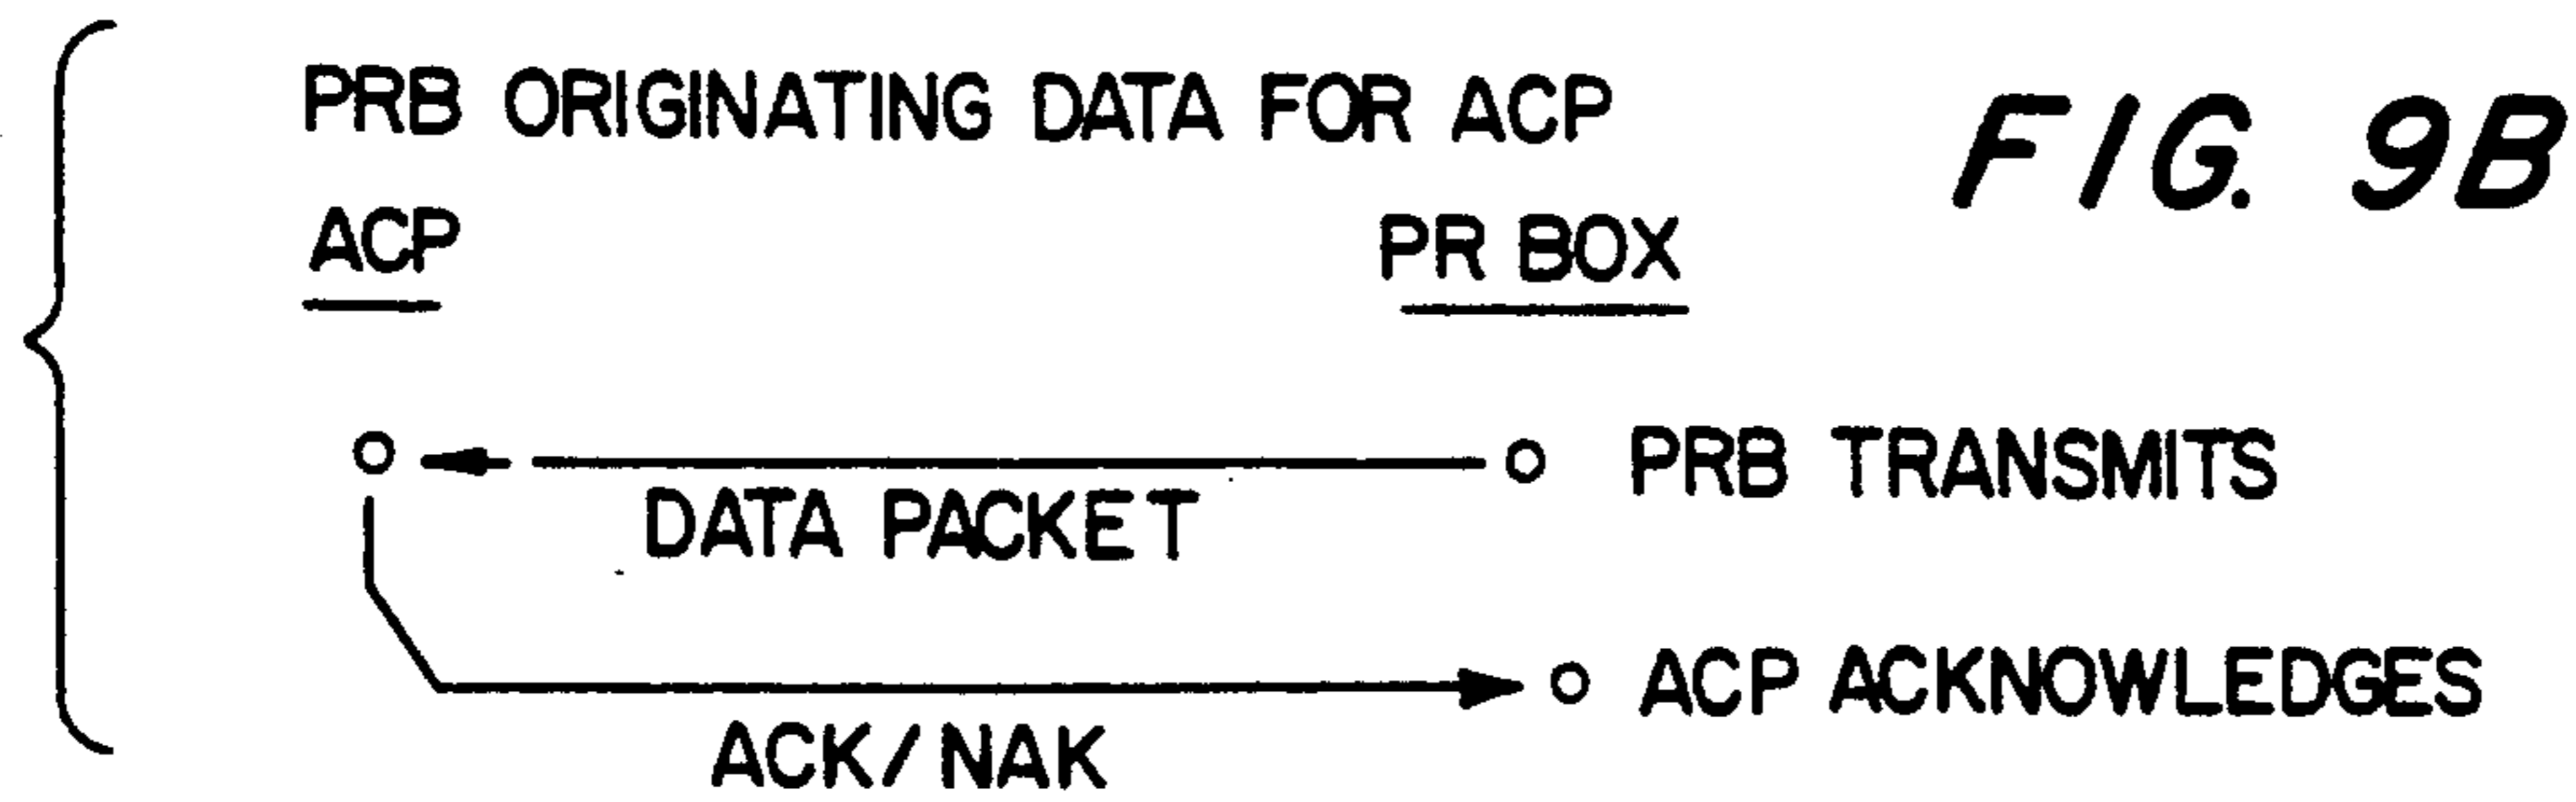 PRB ORIGINATING DATA FOR ACP
FIG. 9B
ACP
PR BOX
PRB TRANSMITS
DATA PACKET
ACP ACKNOWLEDGES
ACK/NAK